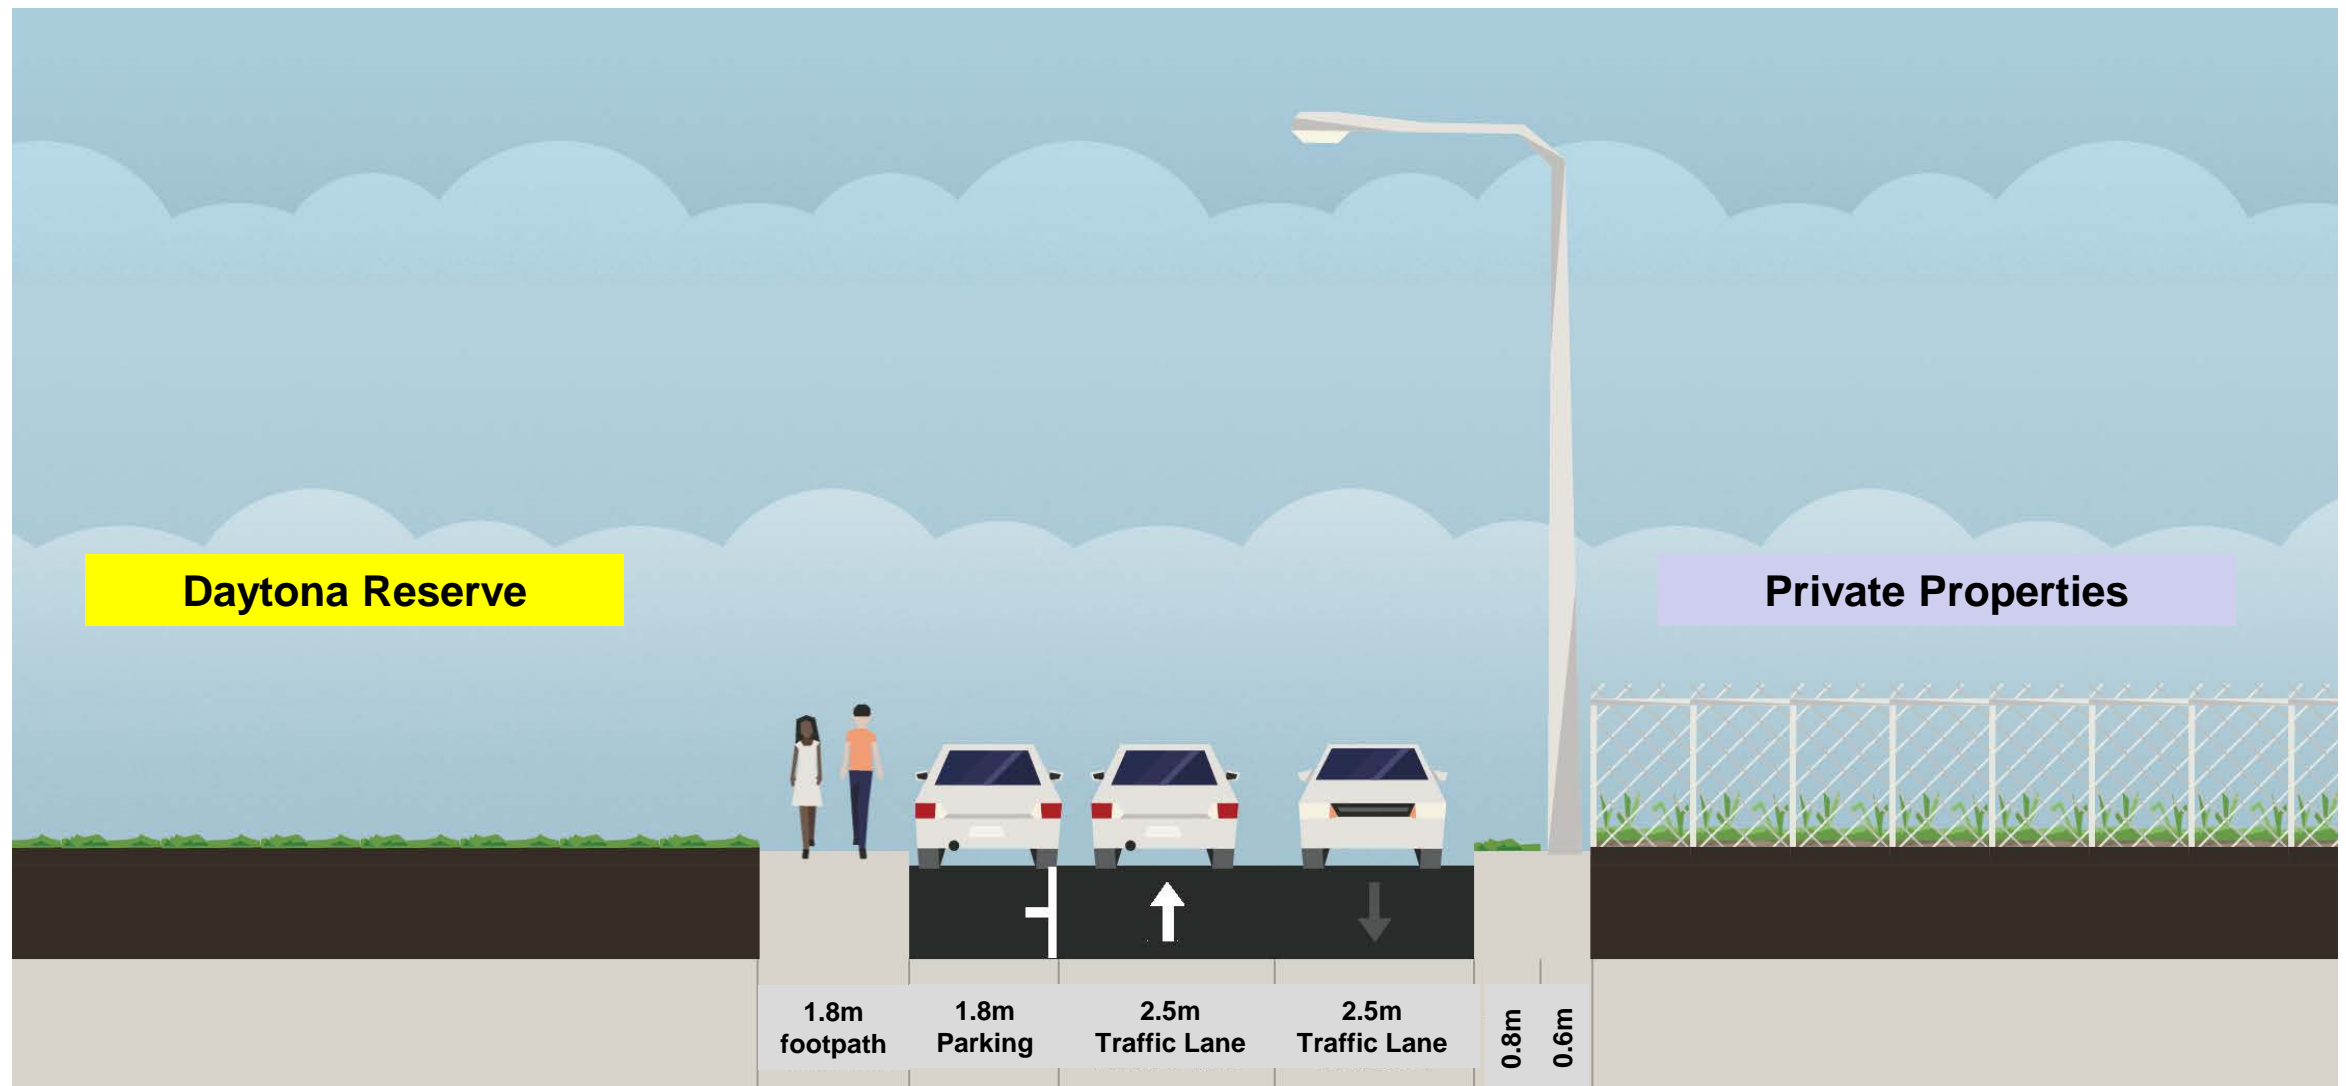 Daytona Reserve
Private Properties
1.8m
footpath
1.8m
Parking
2.5m
Traffic Lane
2.5m
Traffic Lane
0.8m
0.6m